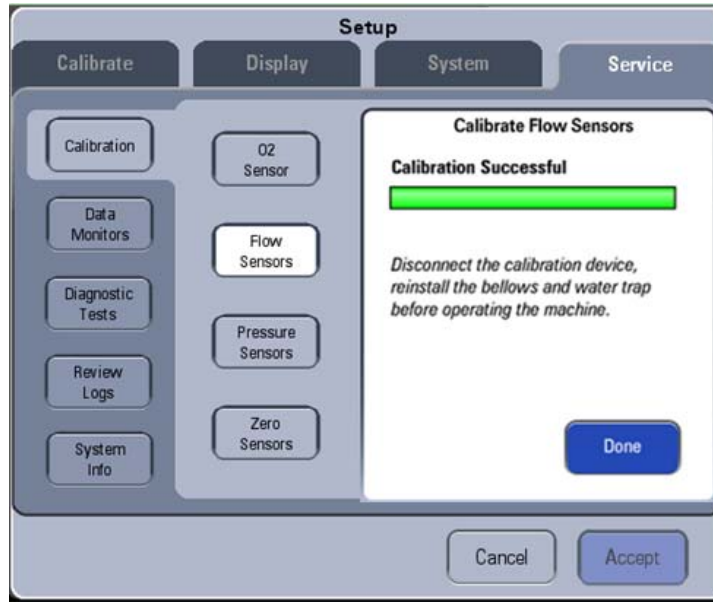 Setup
Calibrate
Display
System
Service
Calibration
Data
Monitors
Diagnostic
Tests
Review
Logs
System
Info
O2
Sensor
Flow
Sensors
Pressure
Sensors
Zero
Sensors
Calibrate Flow Sensors
Calibration Successful
Disconnect the calibration device,
reinstall the bellows and water trap
before operating the machine.
Done
Cancel
Accept